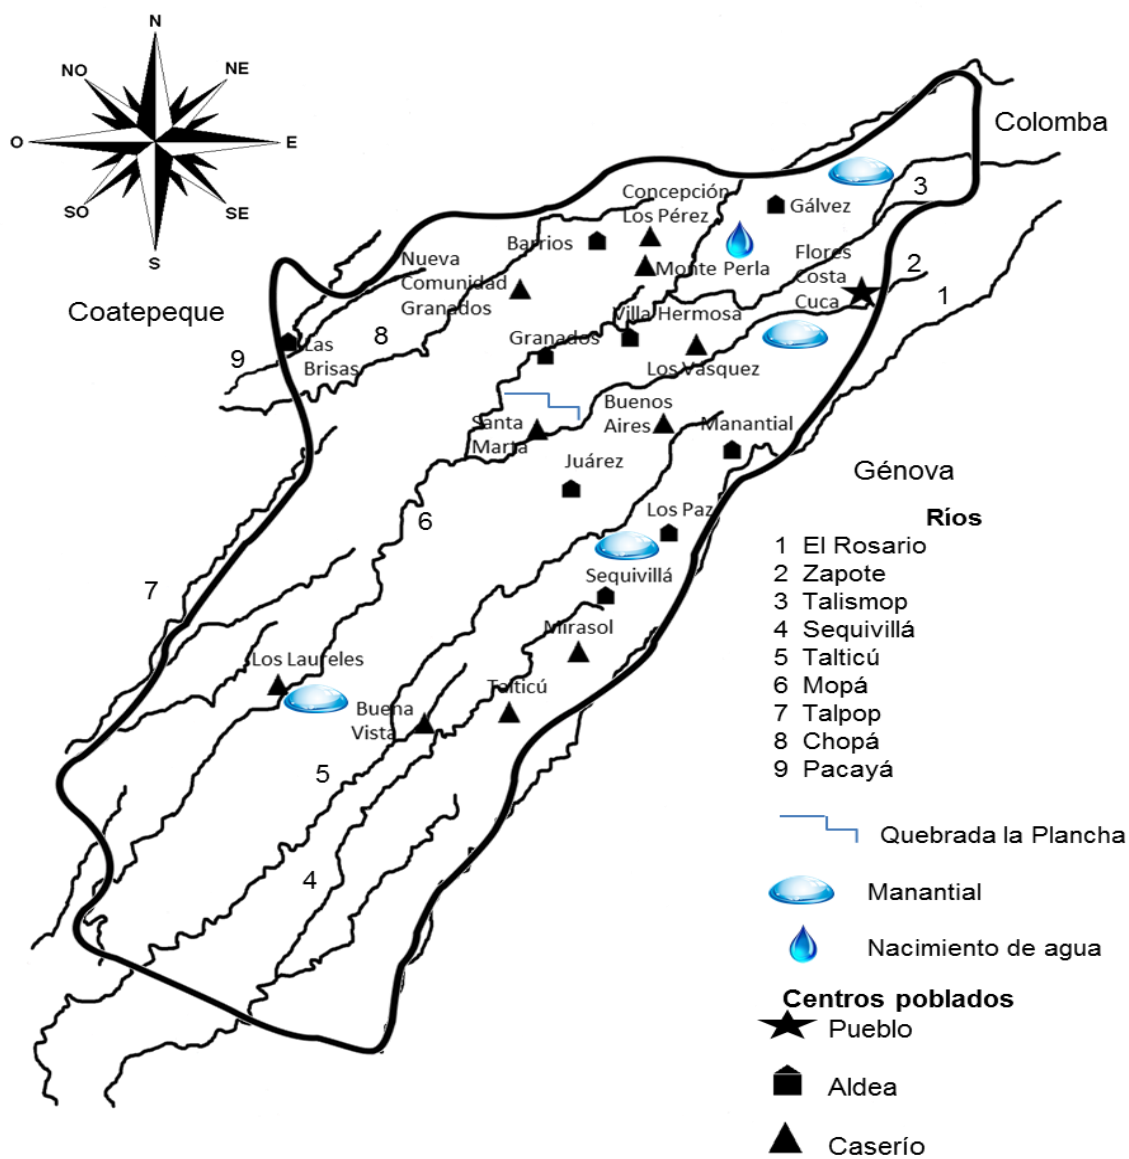 N
NO
NE
O
E
SO
SE
S
Colomba
Concepción
Los Pérez
3
Gálvez
Barrios
Nueva
Comunidad
Granados
Monte Perla
Flores
Costa
Cuca
2
1
Coatepeque
Villa Hermosa
8
Granados
9
Las
Brisas
Los Vásquez
Buenos
Aires
Santa
Marta
Manantial
Juárez
Génova
6
Los Paz
Ríos
1 El Rosario
2 Zapote
3 Talismop
4 Sequivillá
5 Talticú
6 Mopá
7 Talpop
8 Chopá
9 Pacayá
Sequivillá
7
Mirasol
Los Laureles
Talticú
Buena
Vista
5
4
Quebrada la Plancha
Manantial
Nacimiento de agua
Centros poblados
Pueblo
Aldea
Caserío